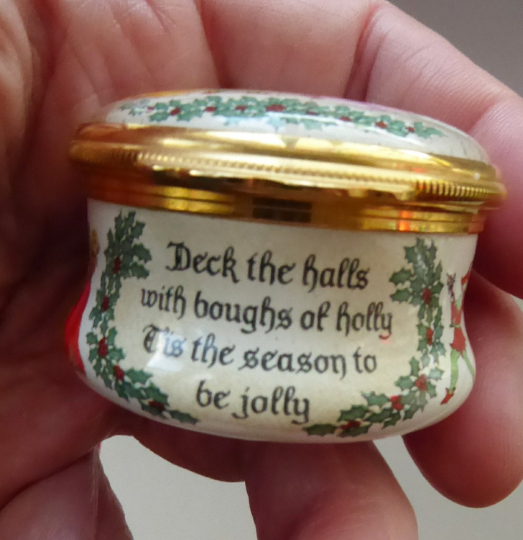 Deck the halls
with boughs of holly
Tis the season to
be jolly